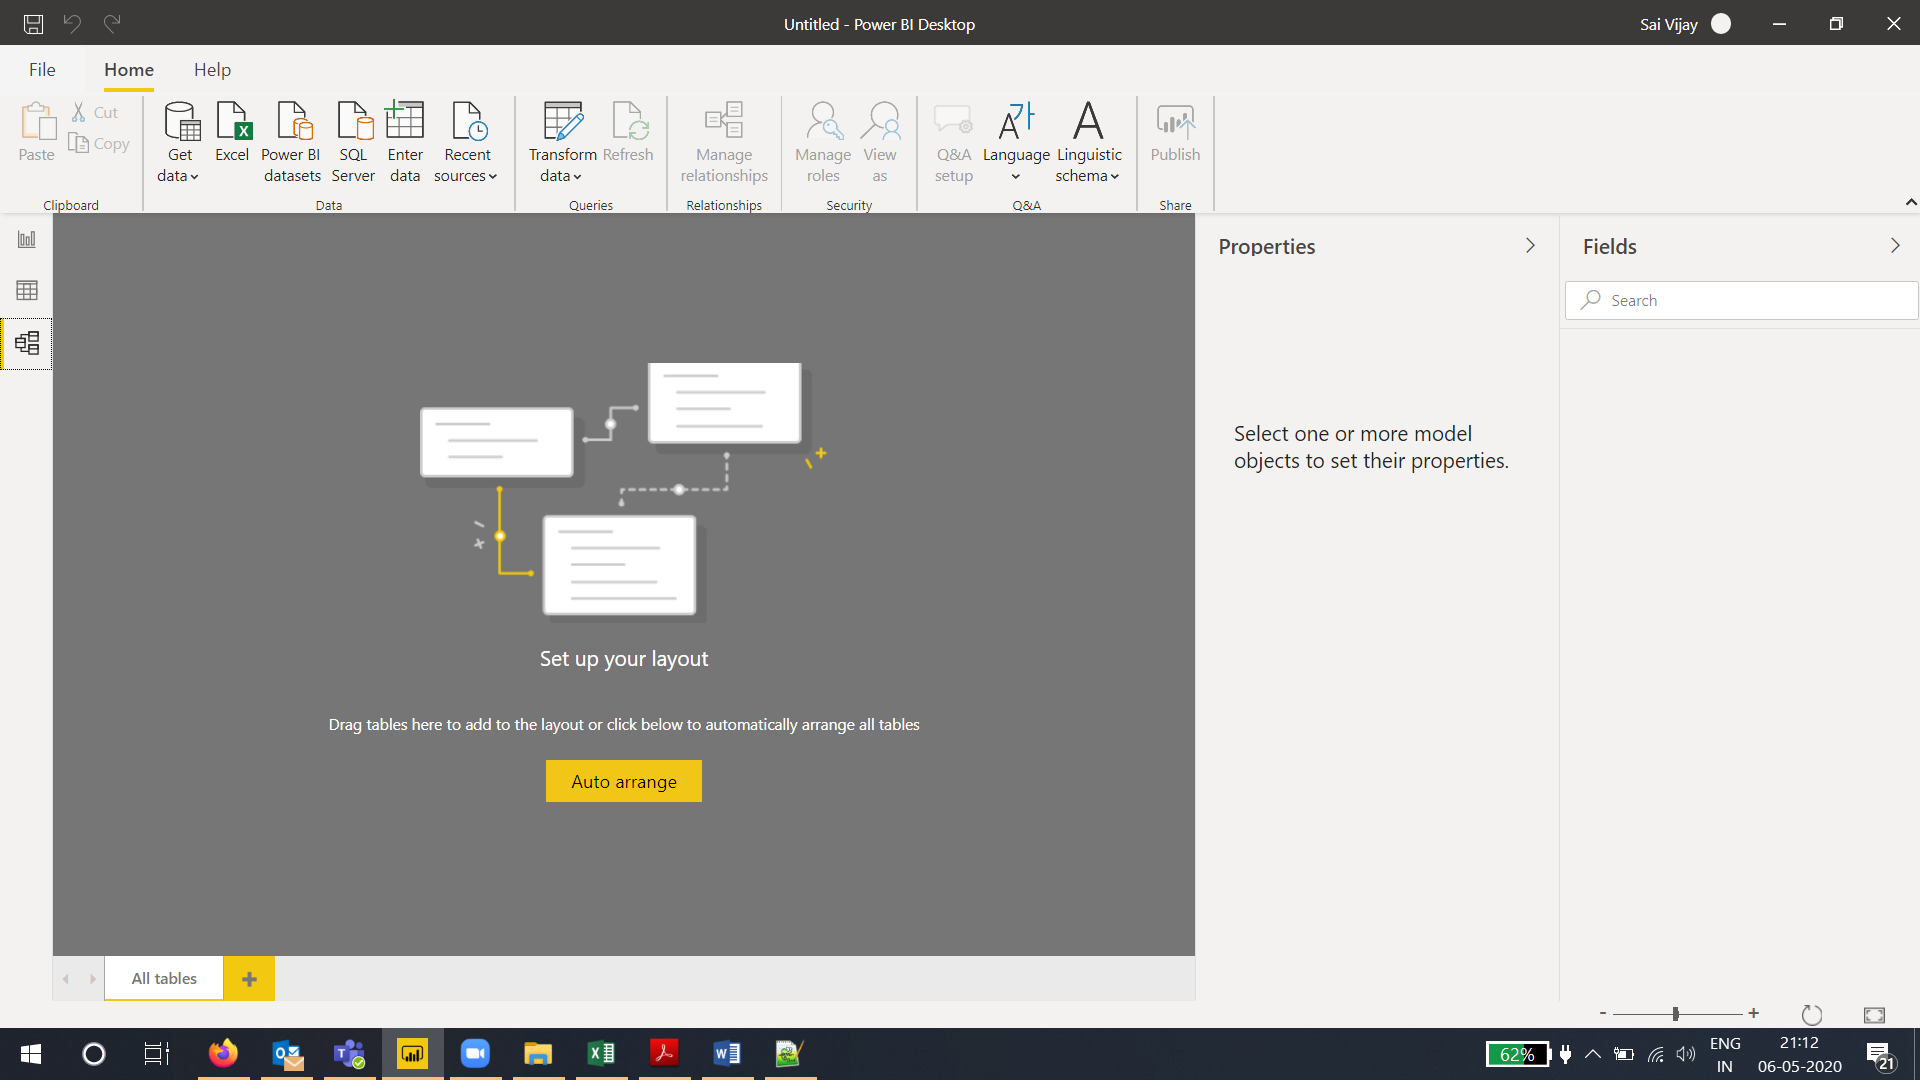 Untitled - Power BI Desktop
Sai Vijay
File
Home
Help
Paste
Cut
Copy
Clipboard
Get
data
Excel
Power BI
datasets
SQL
Server
Enter
data
Recent
sources
Data
Transform
data
Refresh
Queries
Manage
relationships
Relationships
Manage
roles
View
as
Security
Q&A
setup
Language
Linguistic
schema
Q&A
Publish
Share
Properties
Fields
Search
Select one or more model
objects to set their properties.
Set up your layout
Drag tables here to add to the layout or click below to automatically arrange all tables
Auto arrange
All tables
62%
ENG
IN
21:12
06-05-2020
21